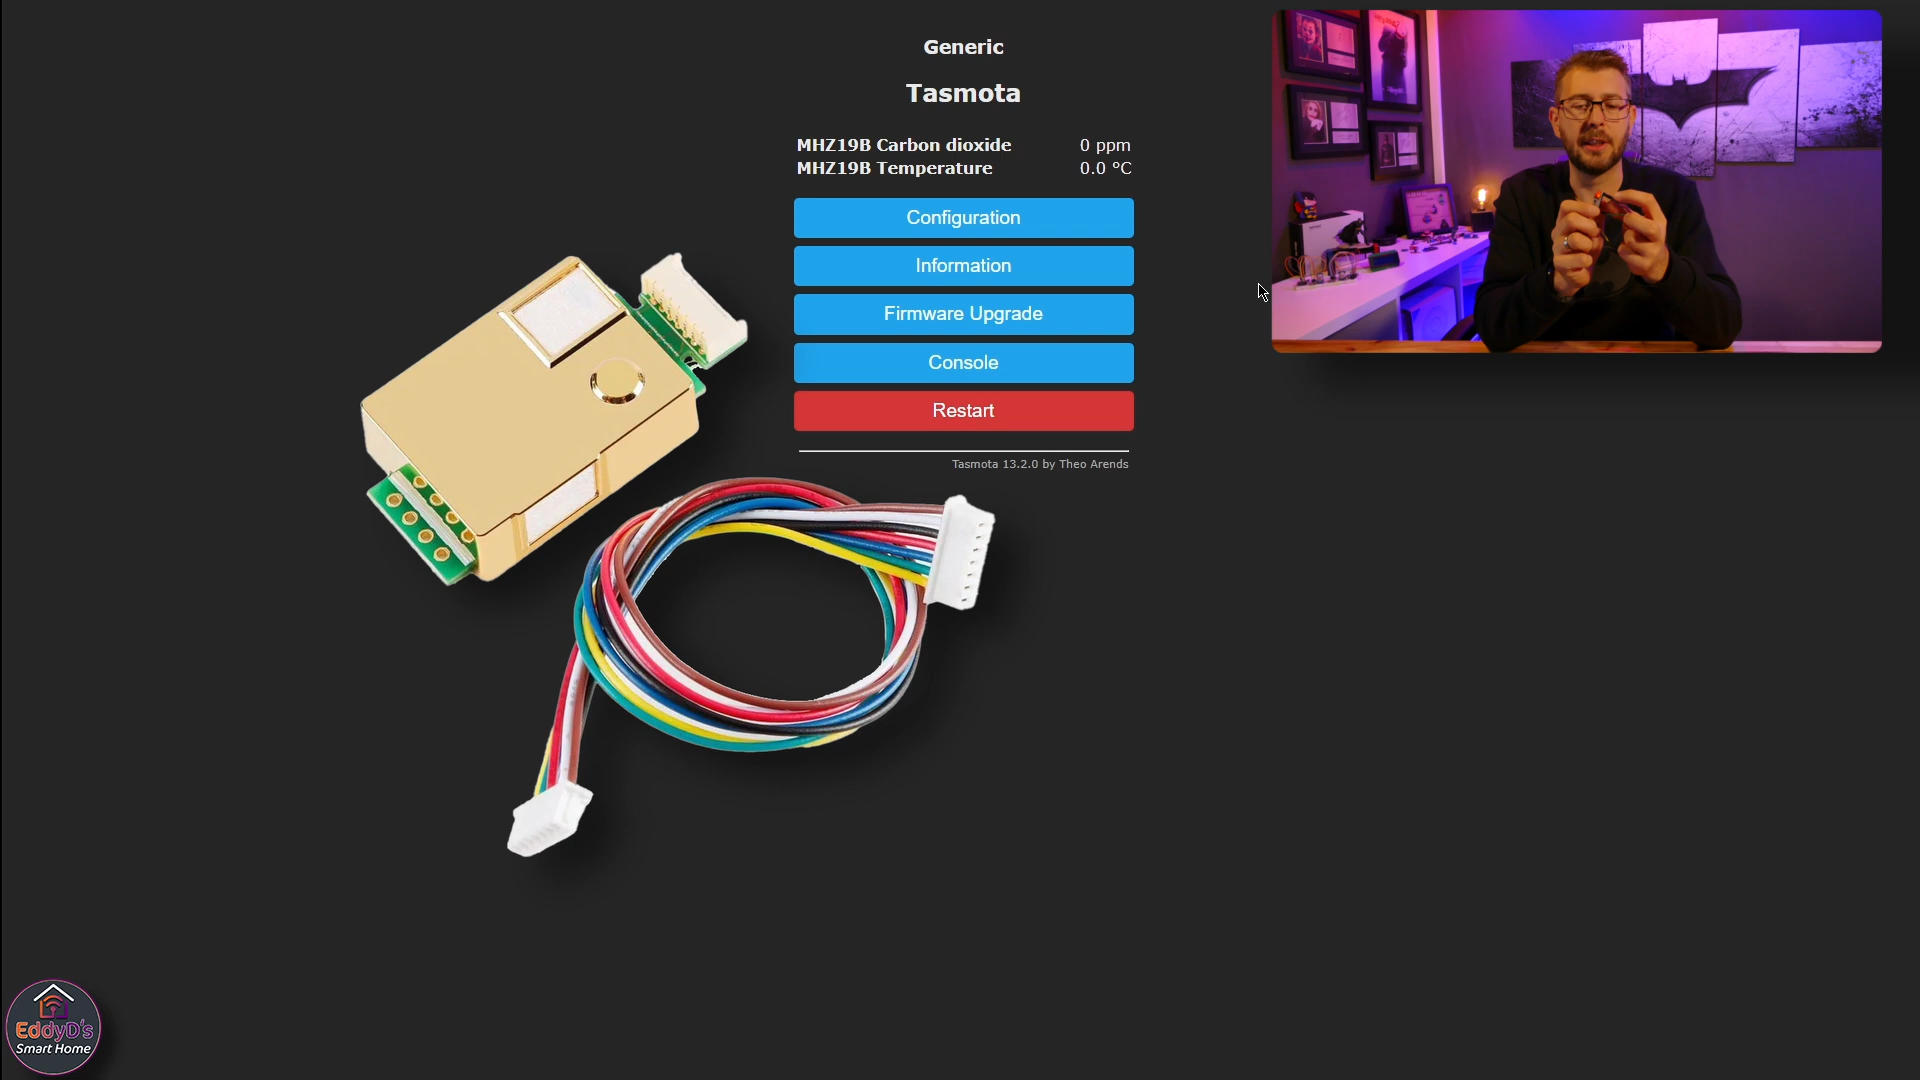 Generic
Tasmota
MHZ19B Carbon dioxide 0 ppm
MHZ19B Temperature 0.0 °C
Configuration
Information
Firmware Upgrade
Console
Restart
Tasmota 13.2.0 by Theo Arends
EddyD's
Smart Home